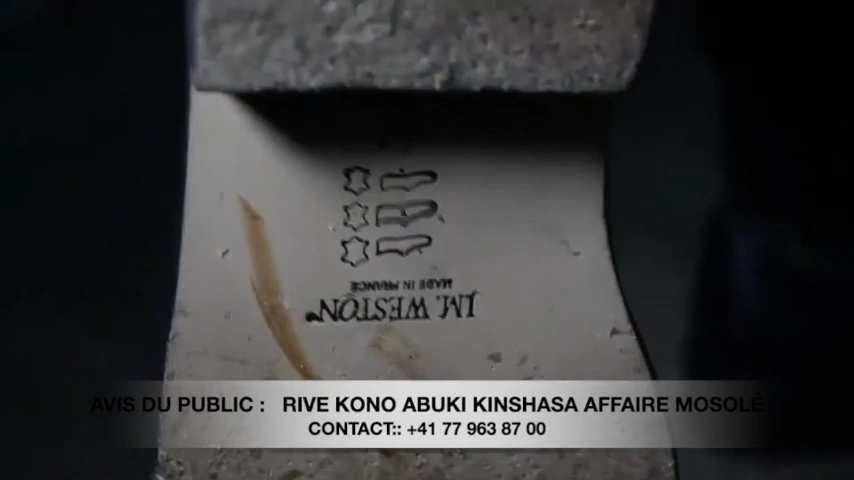 MADE IN FRANCE
J.M. WESTON
AVIS DU PUBLIC : RIVE KONO ABUKI KINSHASA AFFAIRE MOSOLÉ
CONTACT:: +41 77 963 87 00